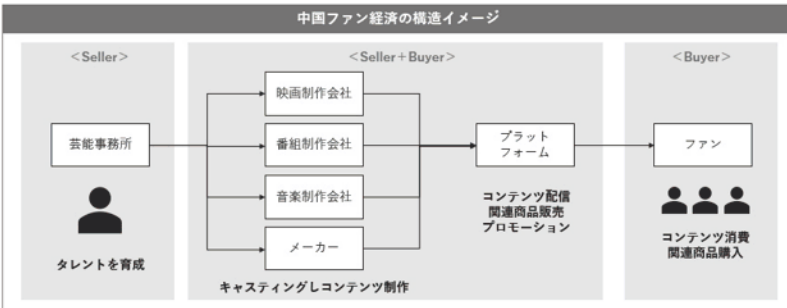 中国ファン経済の構造イメージ
＜Seller＞
＜Seller＋Buyer＞
＜Buyer＞
芸能事務所
タレントを育成
映画制作会社
番組制作会社
音楽制作会社
メーカー
キャスティングしコンテンツ制作
プラット
フォーム
コンテンツ配信
関連商品販売
プロモーション
ファン
コンテンツ消費
関連商品購入